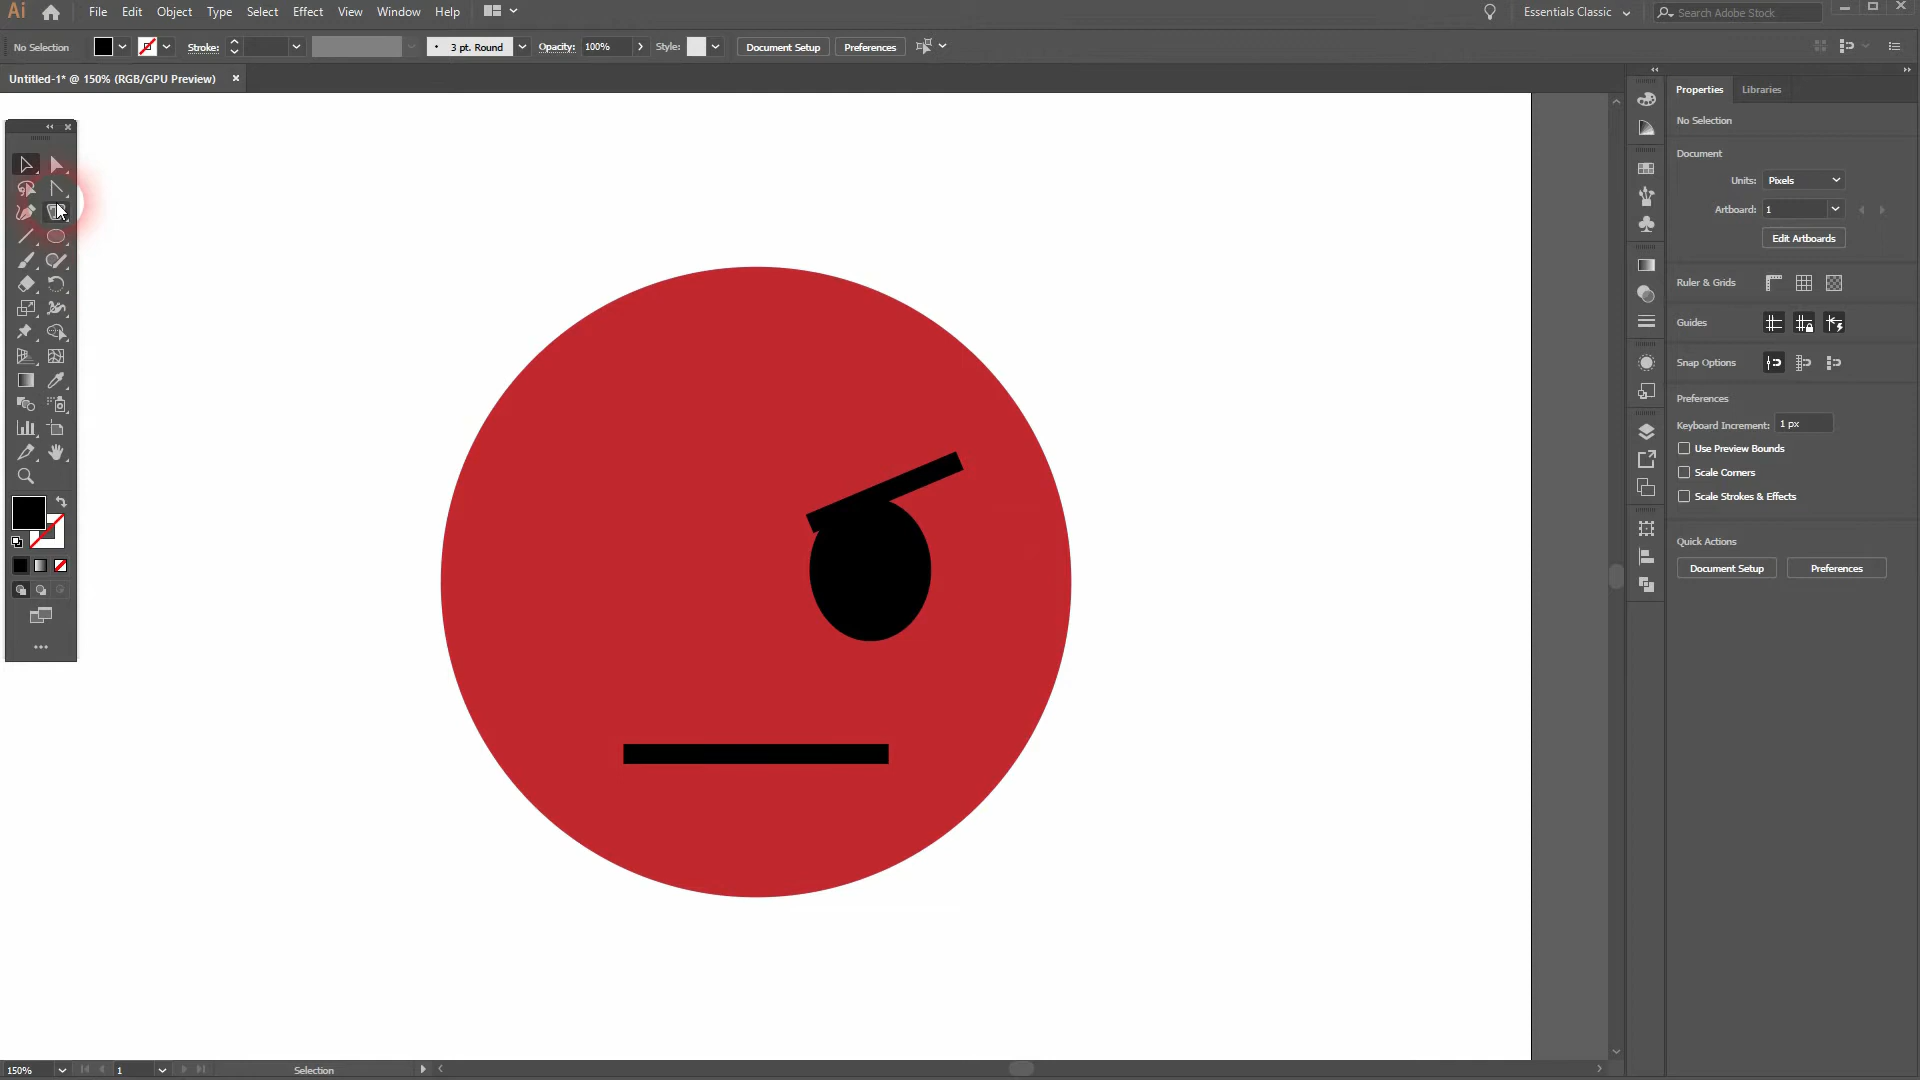 Ai File Edit Object Type Select Effect View Window Help Essentials Classic Search Adobe Stock
No Selection Stroke: 3 pt. Round Opacity: 100% Style: Document Setup Preferences
Untitled-1* @ 150% (RGB/GPU Preview)
Properties Libraries
No Selection
Document
Units: Pixels
Artboard: 1
Edit Artboards
Ruler & Grids
Guides
Snap Options
Preferences
Keyboard Increment: 1 px
Use Preview Bounds
Scale Corners
Scale Strokes & Effects
Quick Actions
Document Setup Preferences
150% 1 Selection